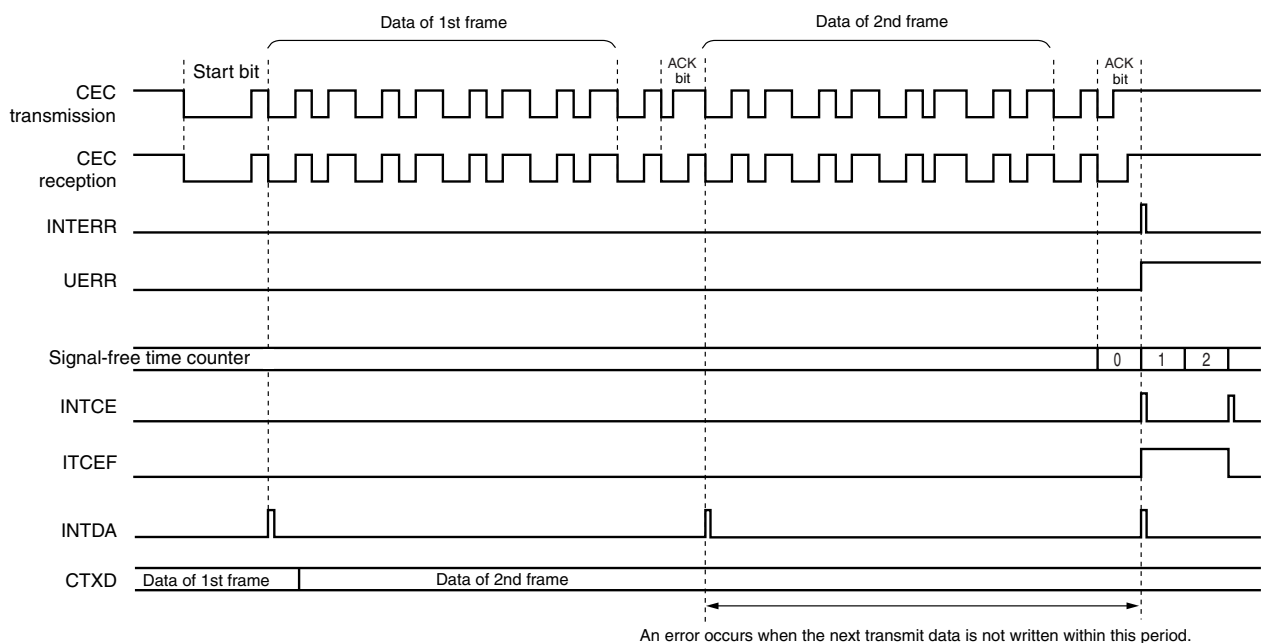 Data of 1st frame
Data of 2nd frame
Start bit
ACK
bit
ACK
bit
CEC
transmission
CEC
reception
INTERR
UERR
Signal-free time counter
0
1
2
INTCE
ITCEF
INTDA
CTXD
Data of 1st frame
Data of 2nd frame
An error occurs when the next transmit data is not written within this period.